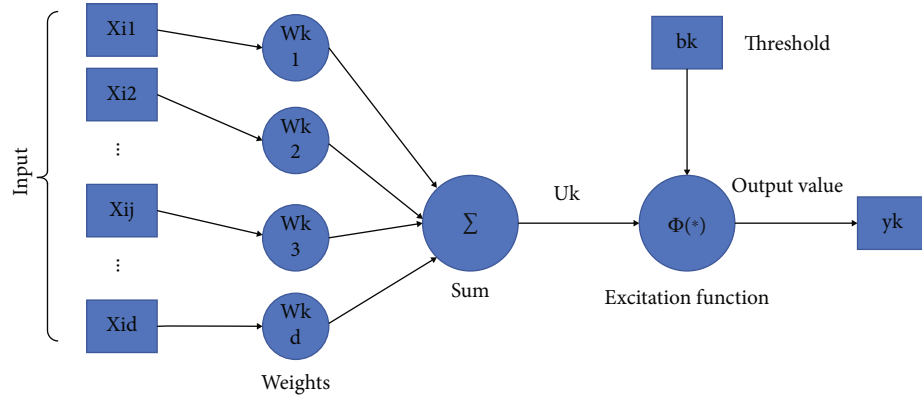 Input
Xi1
Xi2
...
Xij
...
Xid
Wk
1
Wk
2
Wk
3
Wk
d
Weights
Σ
Sum
Uk
bk
Threshold
Φ(*)
Excitation function
Output value
yk